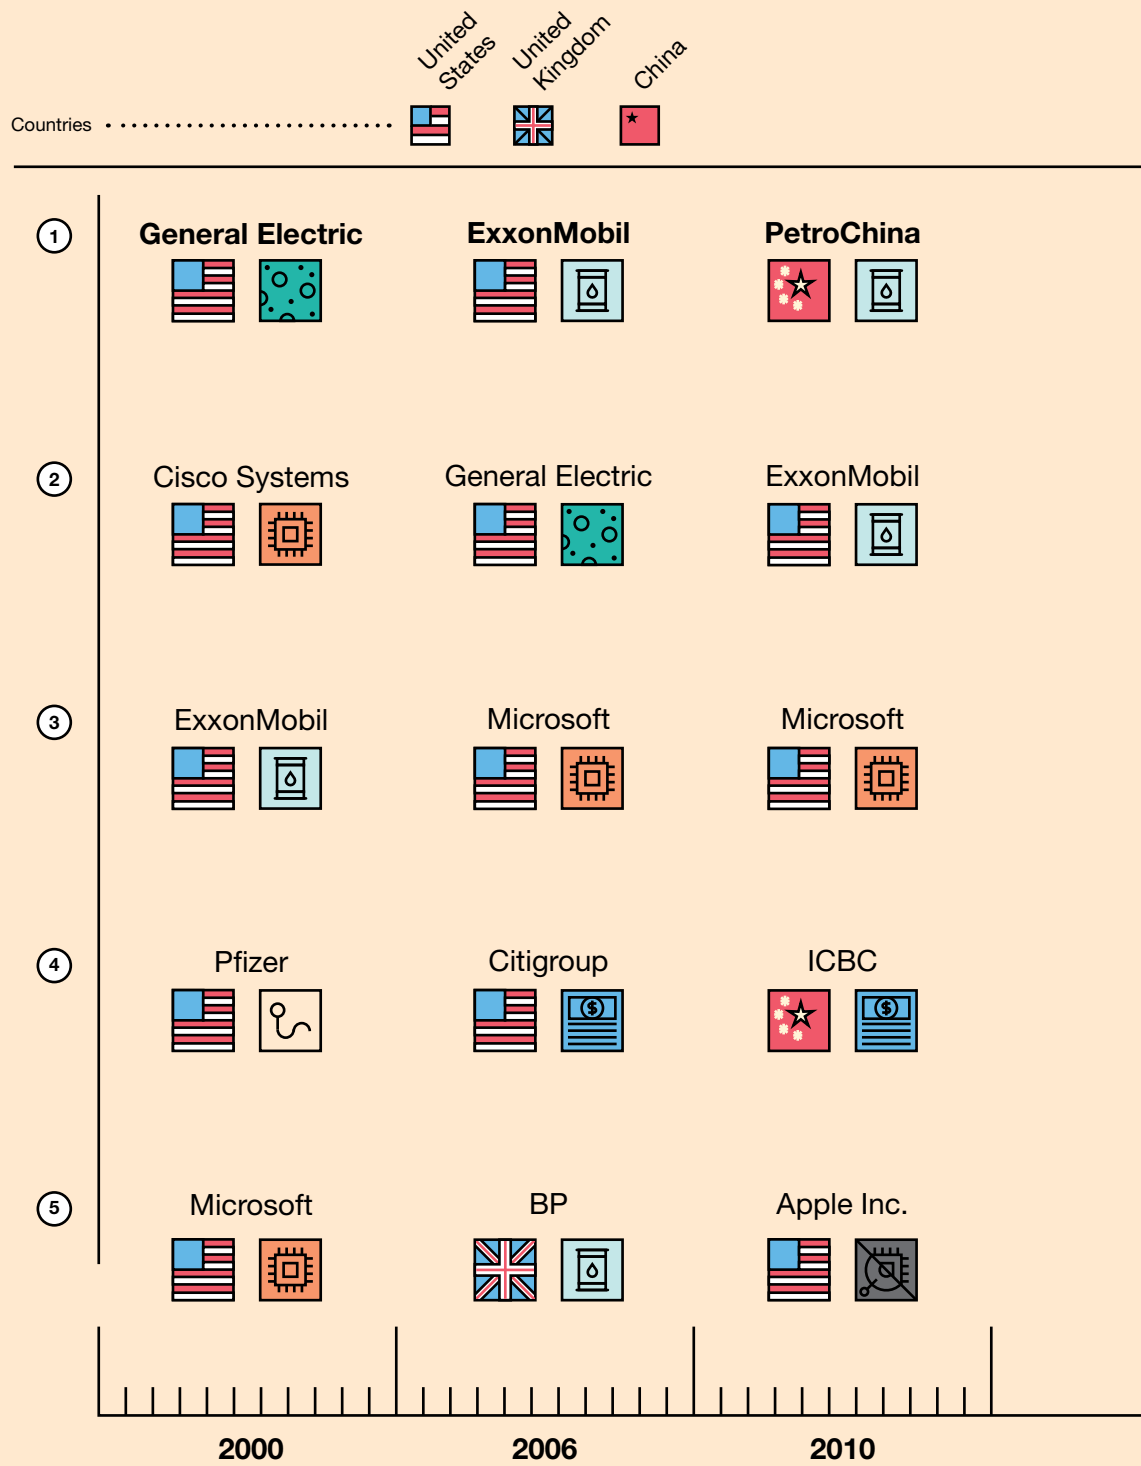 United
States
United
Kingdom
China
Countries
1
General Electric
ExxonMobil
PetroChina
2
Cisco Systems
General Electric
ExxonMobil
3
ExxonMobil
Microsoft
Microsoft
4
Pfizer
Citigroup
ICBC
$
$
5
Microsoft
BP
Apple Inc.
2000
2006
2010